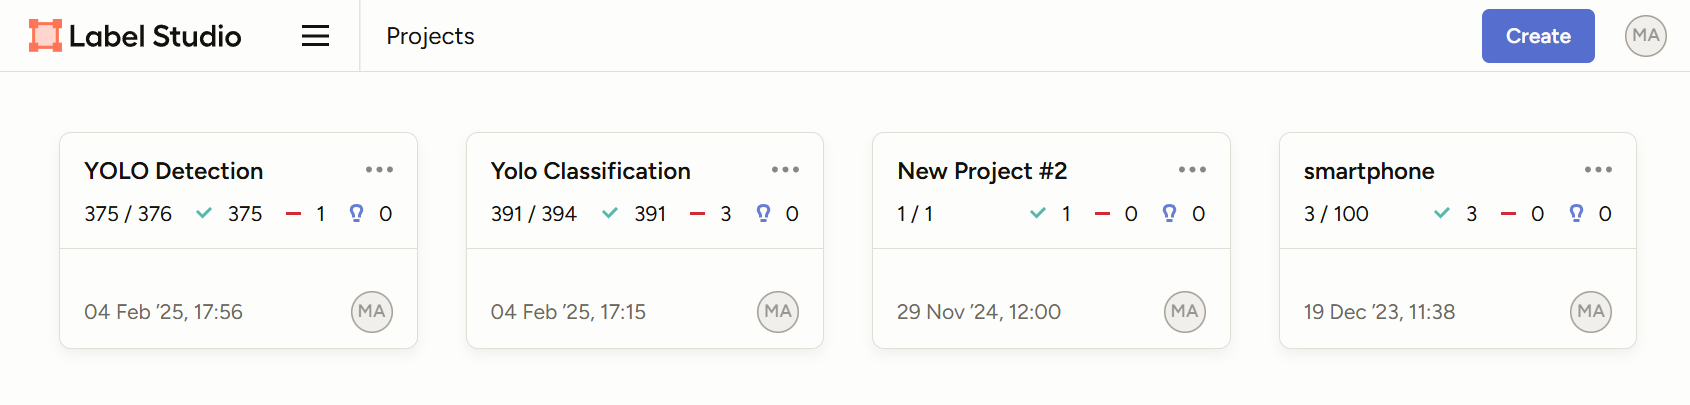 Label Studio
Projects
Create
MA
YOLO Detection
375 / 376 375 1 0
04 Feb ’25, 17:56
MA
Yolo Classification
391 / 394 391 3 0
04 Feb ’25, 17:15
MA
New Project #2
1 / 1 1 0 0
29 Nov ’24, 12:00
MA
smartphone
3 / 100 3 0 0
19 Dec ’23, 11:38
MA